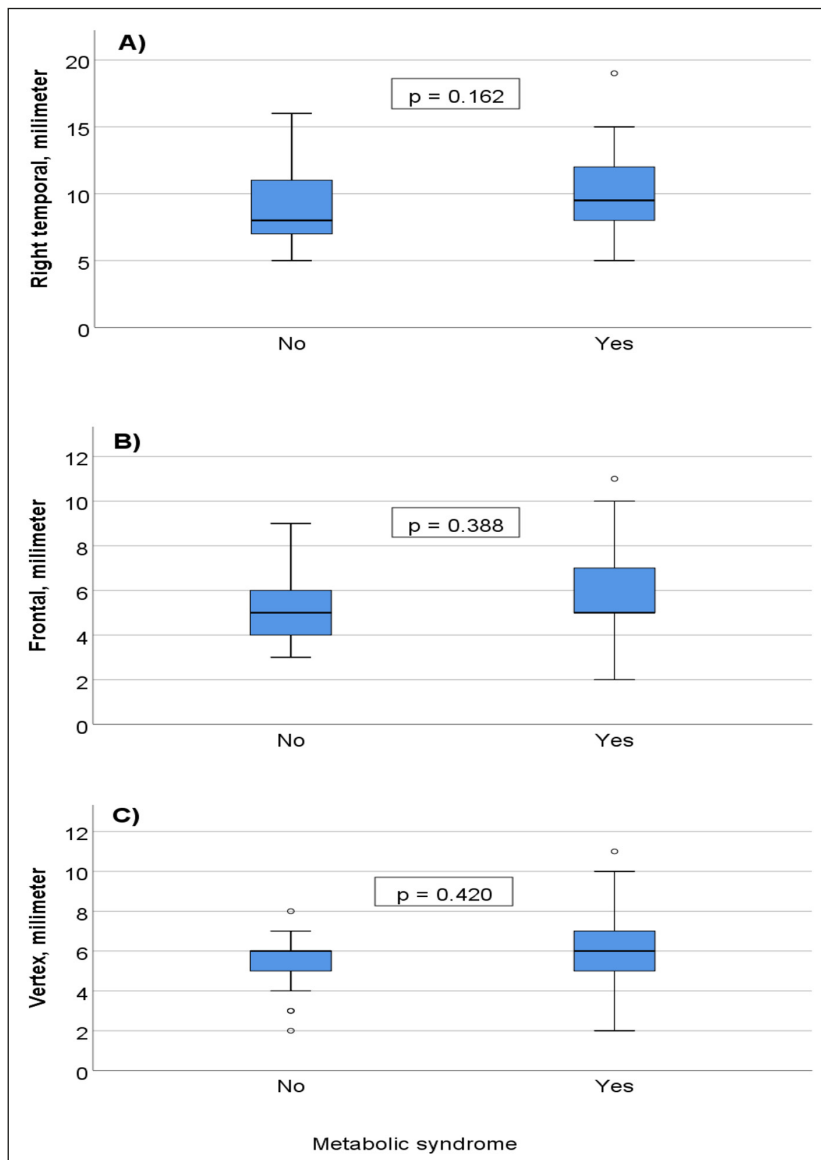 A)
p = 0.162
Right temporal, milimeter
20
15
10
5
0
No Yes
B)
p = 0.388
Frontal, milimeter
12
10
8
6
4
2
0
No Yes
C)
p = 0.420
Vertex, milimeter
12
10
8
6
4
2
0
No Yes
Metabolic syndrome